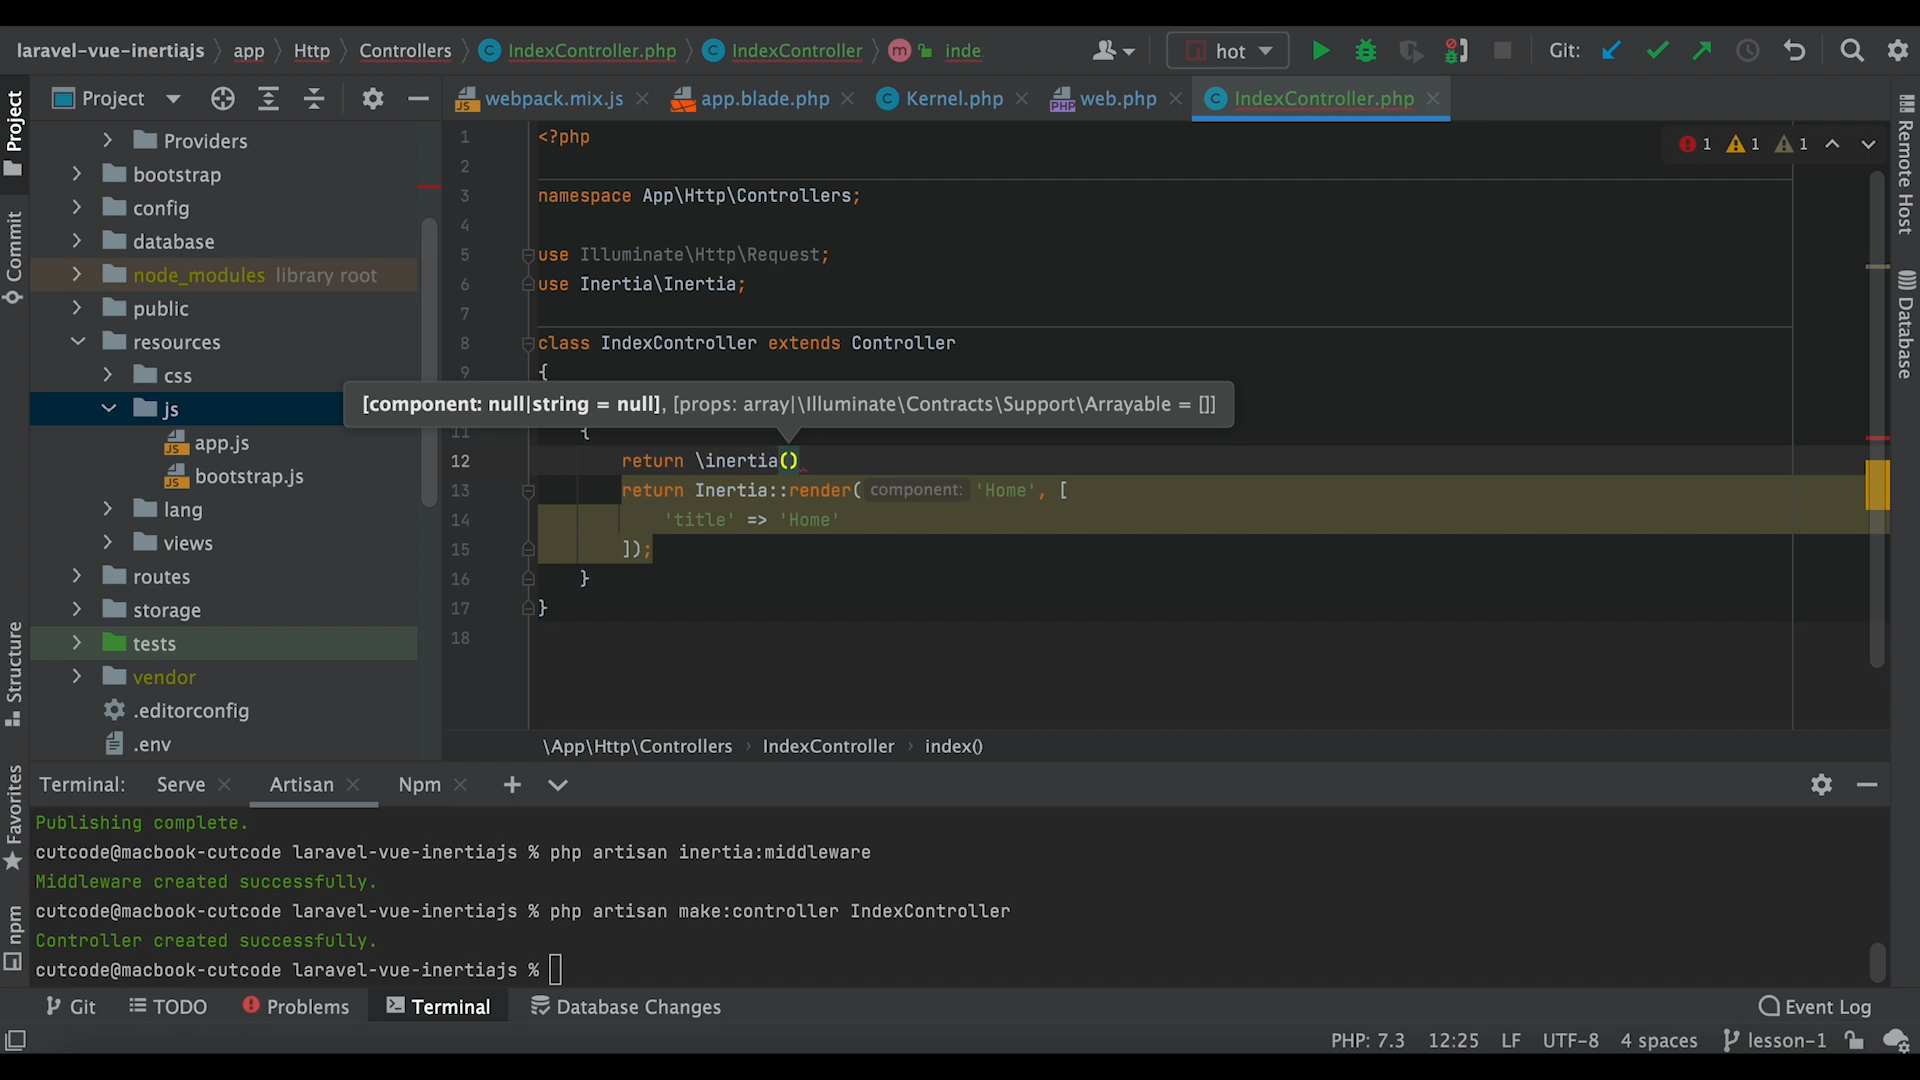 laravel-vue-inertiajs app Http Controllers IndexController.php IndexController inde
hot Git:
Project
webpack.mix.js app.blade.php Kernel.php web.php IndexController.php
Project
Commit
Structure
Favorites
npm
Providers
bootstrap
config
database
node_modules library root
public
resources
css
js
app.js
bootstrap.js
lang
views
routes
storage
tests
vendor
.editorconfig
.env
1 <?php
2
3 namespace App\Http\Controllers;
4
5 use Illuminate\Http\Request;
6 use Inertia\Inertia;
7
8 class IndexController extends Controller
9 {
[component: null|string = null], [props: array|\Illuminate\Contracts\Support\Arrayable = []]
11 {
12 return \inertia()
13 return Inertia::render( component: 'Home', [
14 'title' => 'Home'
15 ]);
16 }
17 }
18
1 1 1
Remote Host
Database
\App\Http\Controllers IndexController index()
Terminal: Serve Artisan Npm
Publishing complete.
cutcode@macbook-cutcode laravel-vue-inertiajs % php artisan inertia:middleware
Middleware created successfully.
cutcode@macbook-cutcode laravel-vue-inertiajs % php artisan make:controller IndexController
Controller created successfully.
cutcode@macbook-cutcode laravel-vue-inertiajs %
Git TODO Problems Terminal Database Changes Event Log
PHP: 7.3 12:25 LF UTF-8 4 spaces lesson-1